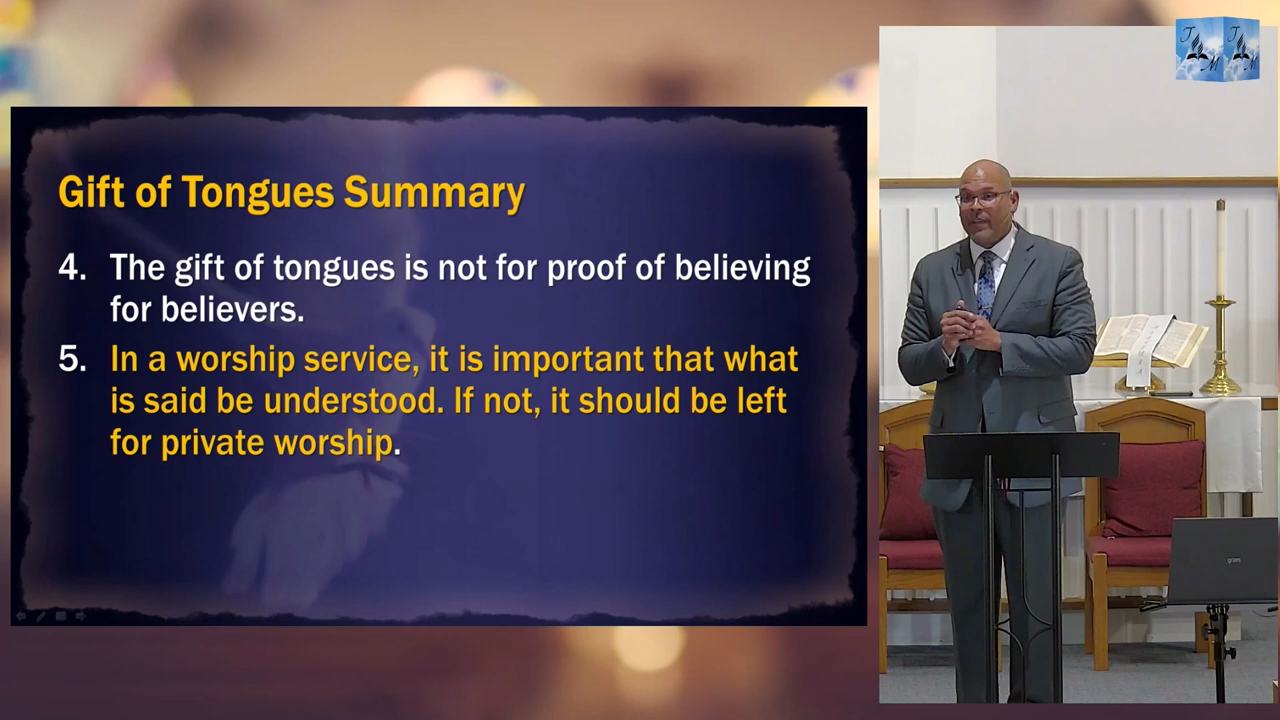 Gift of Tongues Summary
4. The gift of tongues is not for proof of believing
for believers.
5. In a worship service, it is important that what
is said be understood. If not, it should be left
for private worship.
J M J M
gram